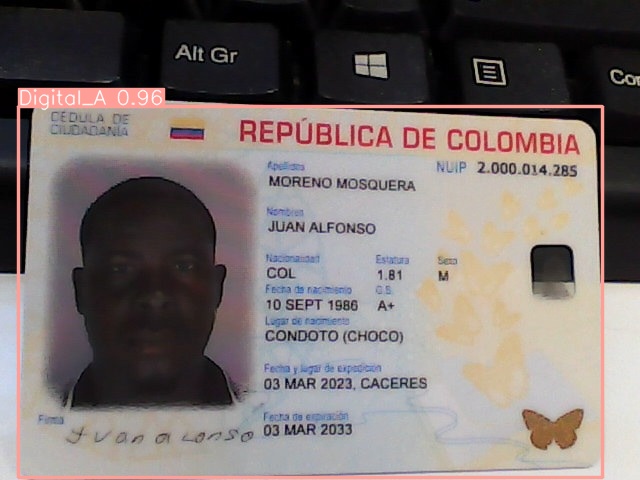 Alt Gr
Digital_A 0.96
CÉDULA DE
CIUDADANÍA
REPÚBLICA DE COLOMBIA
Apellidos
NUIP 2.000.014.285
MORENO MOSQUERA
Nombres
JUAN ALFONSO
Nacionalidad Estatura Sexo
COL 1.81 M
Fecha de nacimiento G.S.
10 SEPT 1986 A+
Lugar de nacimiento
CONDOTO (CHOCO)
Fecha y lugar de expedición
03 MAR 2023, CACERES
Firma
Fecha de expiración
Juan alonso 03 MAR 2033